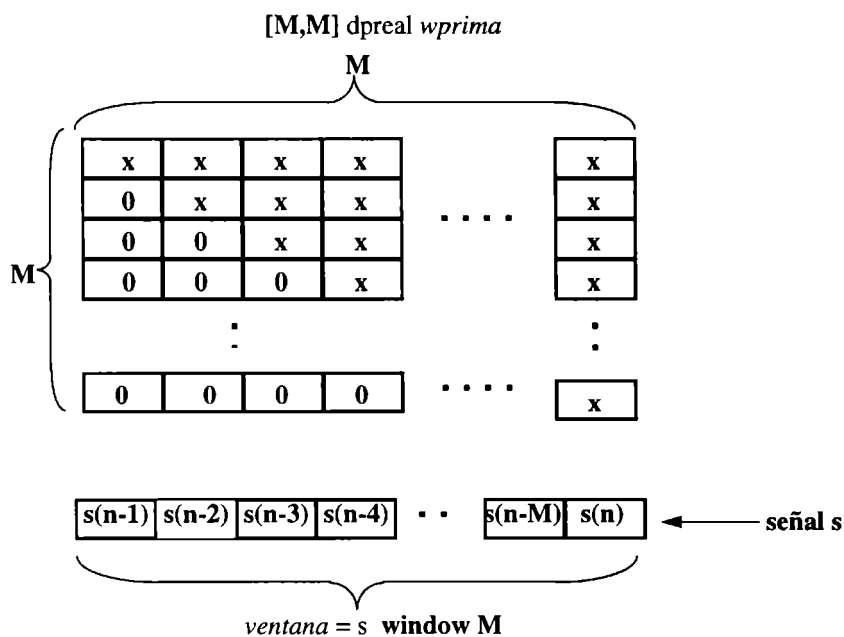 [M,M] dpreal wprima
M
x x x x x
0 x x x . . . . x
0 0 x x x
M 0 0 0 x x
: :
0 0 0 0 . . . . x
s(n-1) s(n-2) s(n-3) s(n-4) . . s(n-M) s(n) señal s
ventana = s window M